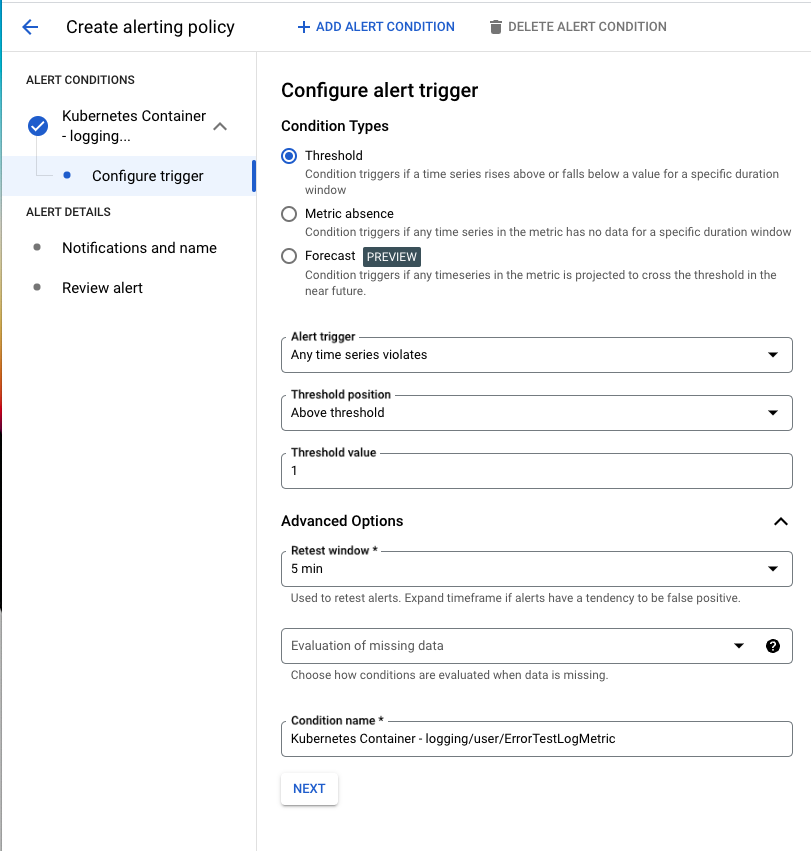 Create alerting policy
ADD ALERT CONDITION
DELETE ALERT CONDITION
ALERT CONDITIONS
Kubernetes Container
- logging...
Configure trigger
ALERT DETAILS
Notifications and name
Review alert
Configure alert trigger
Condition Types
Threshold
Condition triggers if a time series rises above or falls below a value for a specific duration
window
Metric absence
Condition triggers if any time series in the metric has no data for a specific duration window
Forecast PREVIEW
Condition triggers if any timeseries in the metric is projected to cross the threshold in the
near future.
Alert trigger
Any time series violates
Threshold position
Above threshold
Threshold value
1
Advanced Options
Retest window *
5 min
Used to retest alerts. Expand timeframe if alerts have a tendency to be false positive.
Evaluation of missing data
?
Choose how conditions are evaluated when data is missing.
Condition name *
Kubernetes Container - logging/user/ErrorTestLogMetric
NEXT